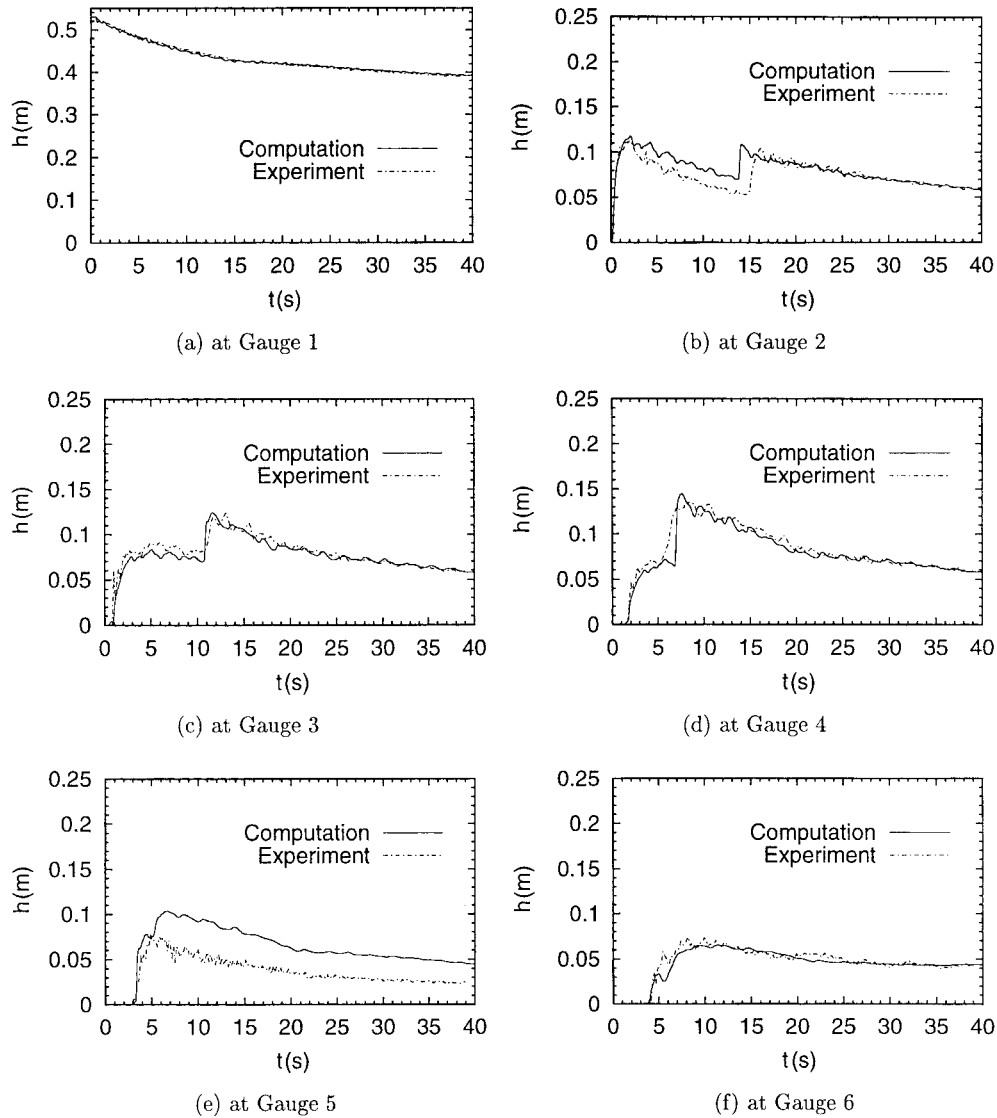 0.5
0.4
0.3
0.2
0.1
0
h(m)
Computation
Experiment
0 5 10 15 20 25 30 35 40
t(s)
(a) at Gauge 1
0.25
0.2
0.15
0.1
0.05
0
h(m)
Computation
Experiment
0 5 10 15 20 25 30 35 40
t(s)
(b) at Gauge 2
0.25
0.2
0.15
0.1
0.05
0
h(m)
Computation
Experiment
0 5 10 15 20 25 30 35 40
t(s)
(c) at Gauge 3
0.25
0.2
0.15
0.1
0.05
0
h(m)
Computation
Experiment
0 5 10 15 20 25 30 35 40
t(s)
(d) at Gauge 4
0.25
0.2
0.15
0.1
0.05
0
h(m)
Computation
Experiment
0 5 10 15 20 25 30 35 40
t(s)
(e) at Gauge 5
0.25
0.2
0.15
0.1
0.05
0
h(m)
Computation
Experiment
0 5 10 15 20 25 30 35 40
t(s)
(f) at Gauge 6